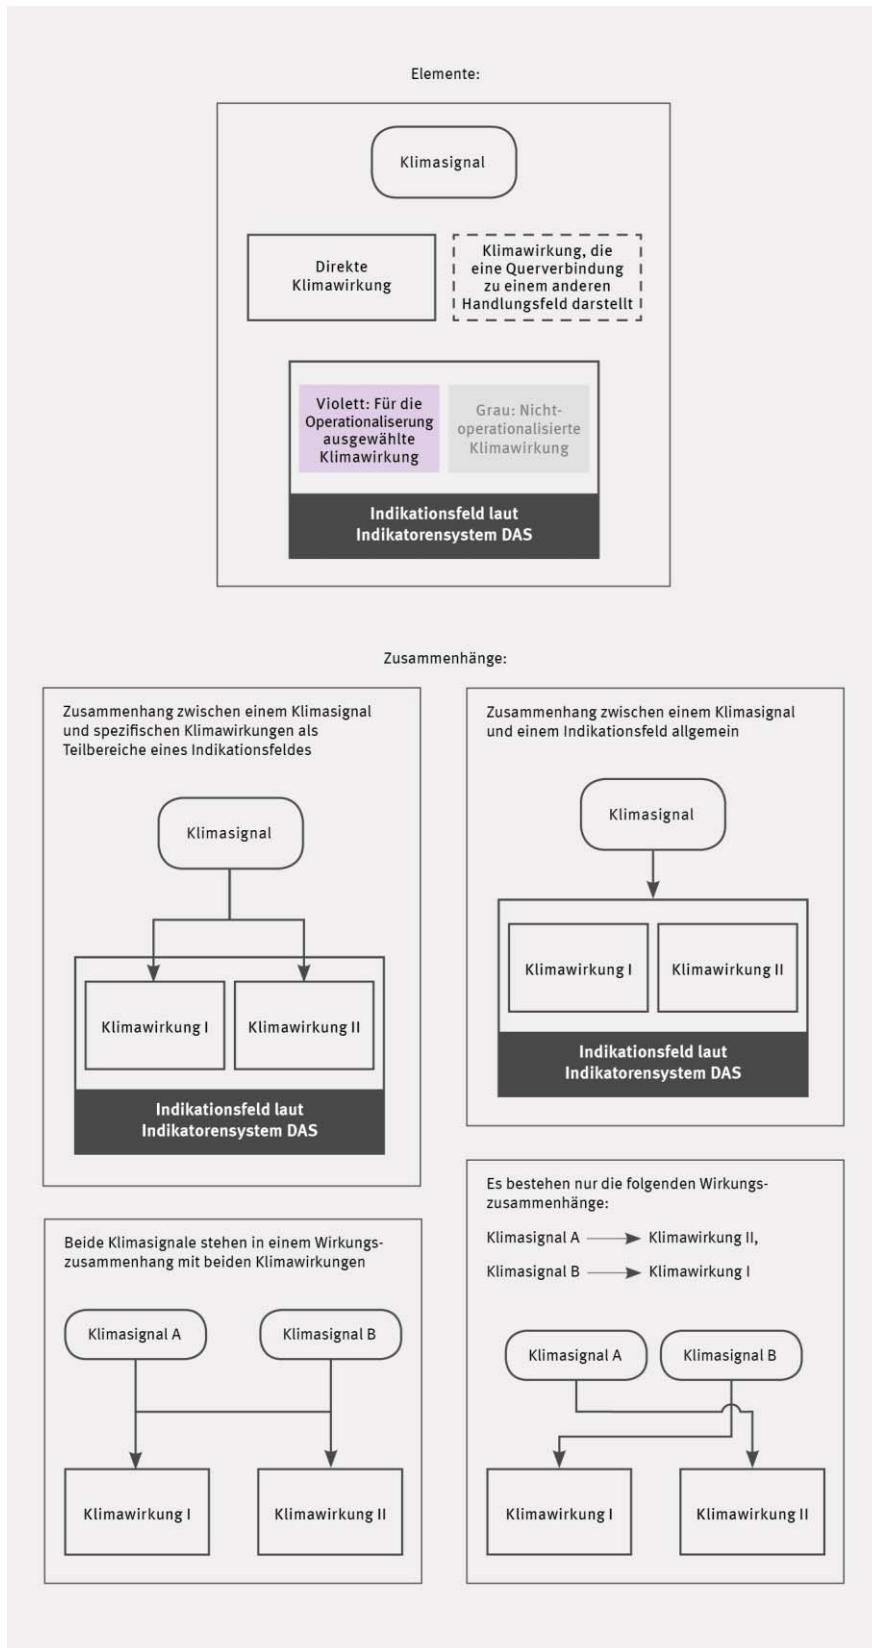 Elemente:
Klimasignal
Direkte
Klimawirkung
Klimawirkung, die
eine Querverbindung
zu einem anderen
Handlungsfeld darstellt
Violett: Für die
Operationaliserung
ausgewählte
Klimawirkung
Grau: Nicht-
operationalisierte
Klimawirkung
Indikationsfeld laut
Indikatorensystem DAS
Zusammenhänge:
Zusammenhang zwischen einem Klimasignal
und spezifischen Klimawirkungen als
Teilbereiche eines Indikationsfeldes
Klimasignal
Klimawirkung I
Klimawirkung II
Indikationsfeld laut
Indikatorensystem DAS
Zusammenhang zwischen einem Klimasignal
und einem Indikationsfeld allgemein
Klimasignal
Klimawirkung I
Klimawirkung II
Indikationsfeld laut
Indikatorensystem DAS
Beide Klimasignale stehen in einem Wirkungs-
zusammenhang mit beiden Klimawirkungen
Klimasignal A
Klimasignal B
Klimawirkung I
Klimawirkung II
Es bestehen nur die folgenden Wirkungs-
zusammenhänge:
Klimasignal A Klimawirkung II,
Klimasignal B Klimawirkung I
Klimasignal A
Klimasignal B
Klimawirkung I
Klimawirkung II